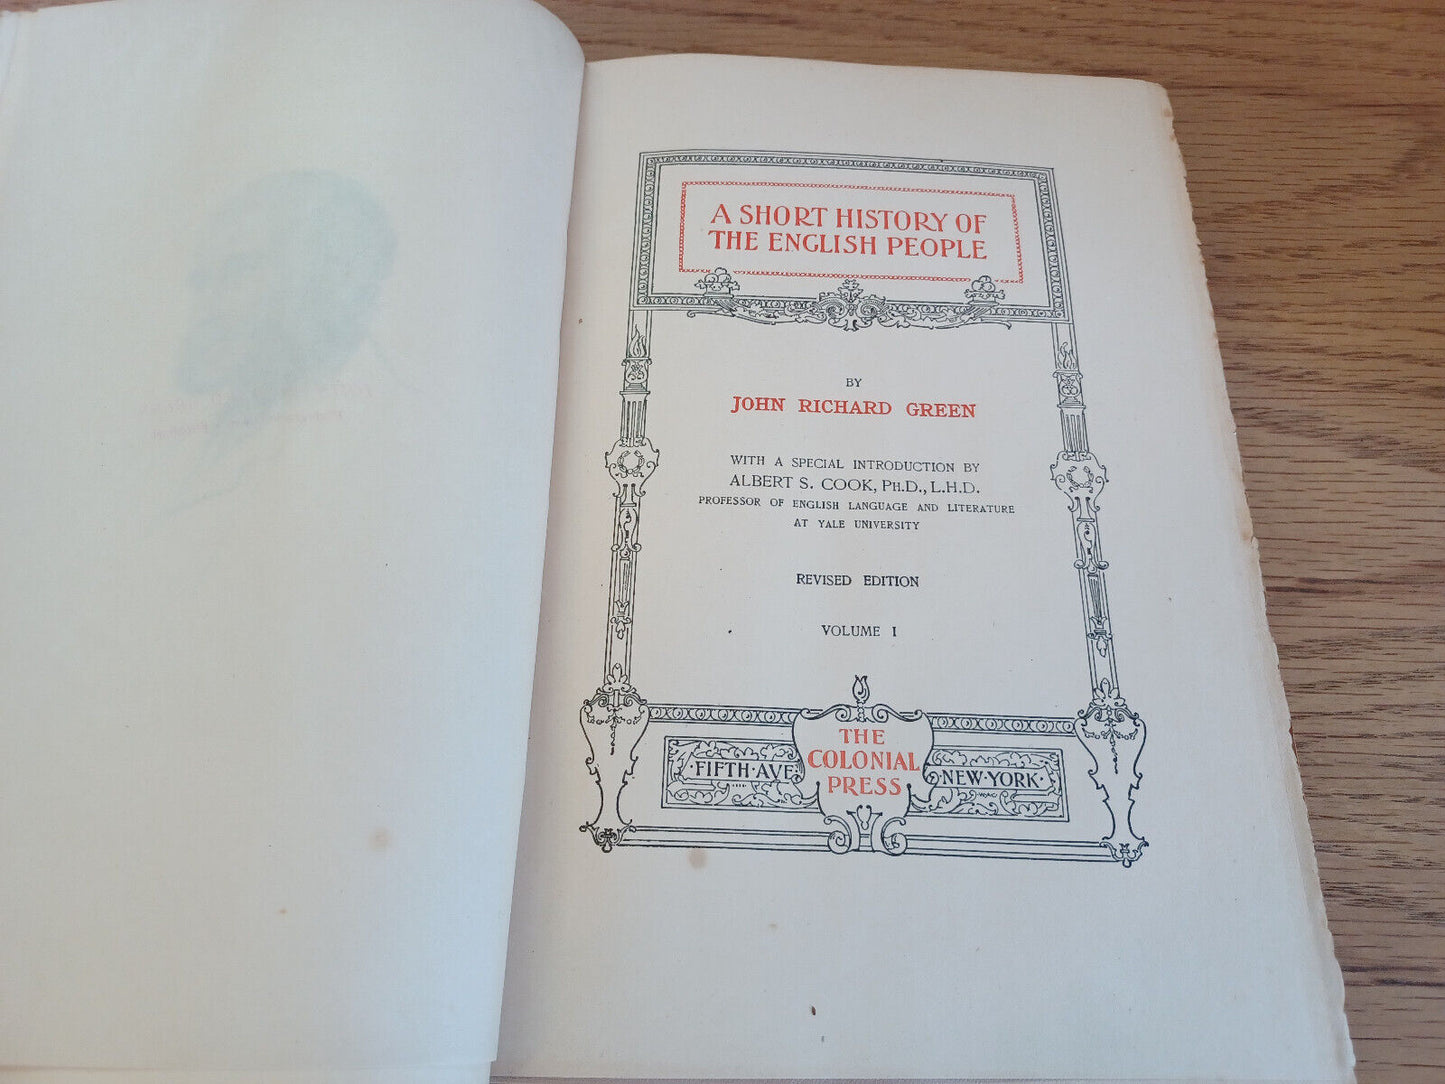 A SHORT HISTORY OF
THE ENGLISH PEOPLE
BY
JOHN RICHARD GREEN
WITH A SPECIAL INTRODUCTION BY
ALBERT S. COOK, PH.D., L.H.D.
PROFESSOR OF ENGLISH LANGUAGE AND LITERATURE
AT YALE UNIVERSITY
REVISED EDITION
VOLUME I
THE
COLONIAL
PRESS
·FIFTH·AVE·
·NEW·YORK·